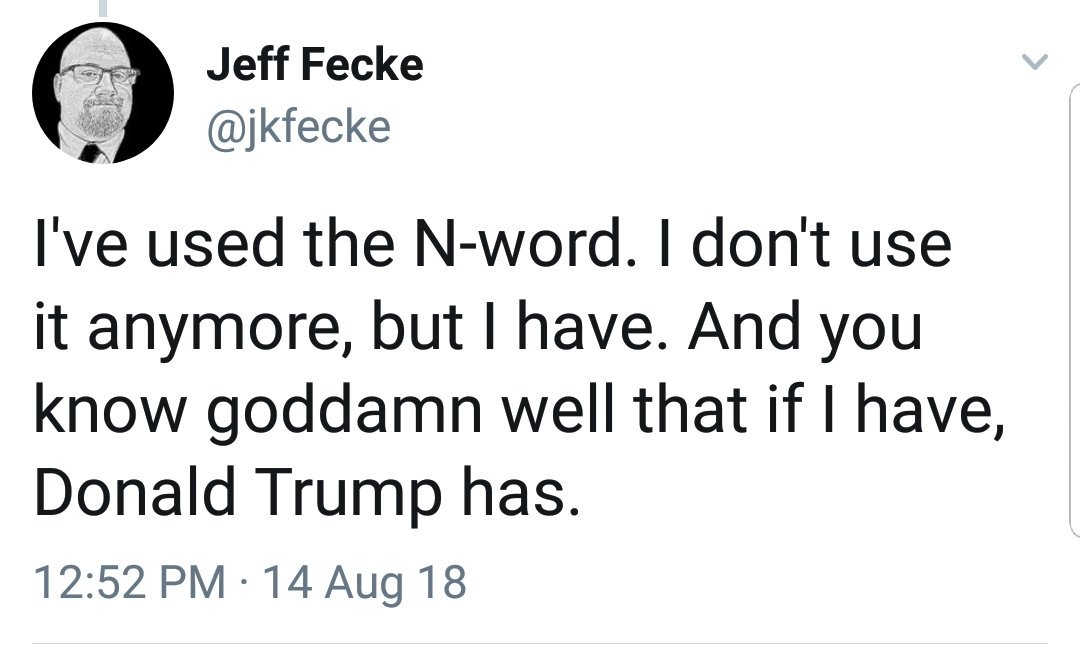 Jeff Fecke
@jkfecke
I've used the N-word. I don't use
it anymore, but I have. And you
know goddamn well that if I have,
Donald Trump has.
12:52 PM · 14 Aug 18